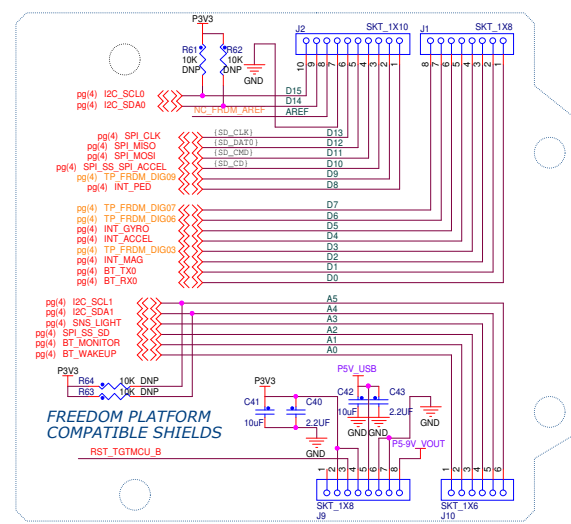 P3V3
J2 SKT_1X10 J1 SKT_1X8
R61 R62
10K 10K
DNP DNP
GND
10 9 8 7 6 5 4 3 2 1 8 7 6 5 4 3 2 1
pg(4) I2C_SCL0 D15
pg(4) I2C_SDA0 D14
NC_FRDM_AREF AREF
pg(4) SPI_CLK {SD_CLK} D13
pg(4) SPI_MISO {SD_DAT0} D12
pg(4) SPI_MOSI {SD_CMD} D11
pg(4) SPI_SS_SPI_ACCEL {SD_CD} D10
pg(4) TP_FRDM_DIG09 D9
pg(4) INT_PED D8
pg(4) TP_FRDM_DIG07 D7
pg(4) TP_FRDM_DIG06 D6
pg(4) INT_GYRO D5
pg(4) INT_ACCEL D4
pg(4) TP_FRDM_DIG03 D3
pg(4) INT_MAG D2
pg(4) BT_TX0 D1
pg(4) BT_RX0 D0
pg(4) I2C_SCL1 A5
pg(4) I2C_SDA1 A4
pg(4) SNS_LIGHT A3
pg(4) SPI_SS_SD A2
pg(4) BT_MONITOR A1
pg(4) BT_WAKEUP A0
P3V3 P3V3 P5V_USB
R64 10K DNP
R63 10K DNP
C41 C40 C42 C43
10uF 2.2UF 10uF 2.2UF
GND GND GND GND
FREEDOM PLATFORM
COMPATIBLE SHIELDS
P5-9V_VOUT
RST_TGTMCU_B
1 2 3 4 5 6 7 8 1 2 3 4 5 6
SKT_1X8 SKT_1X6
J9 J10